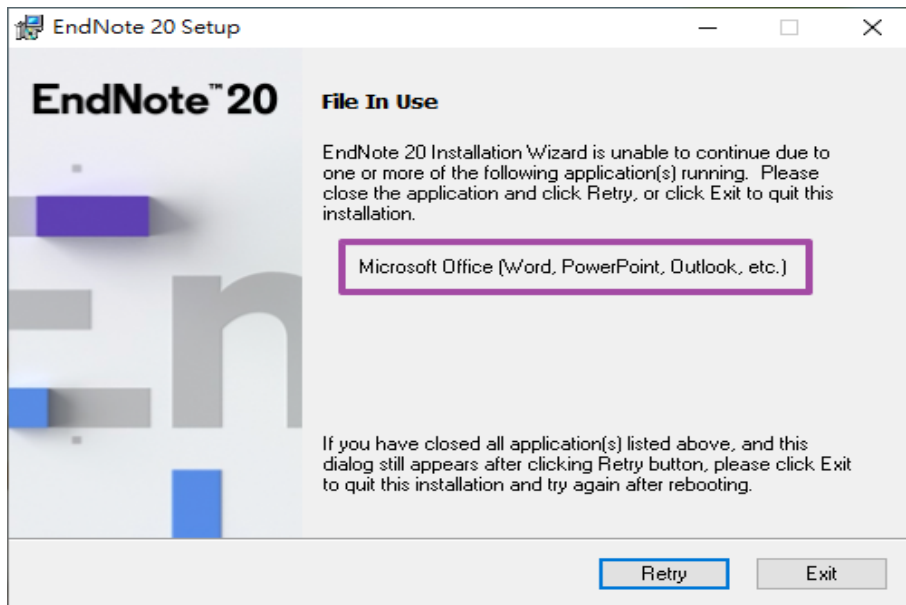 EndNote 20 Setup
EndNote™20
File In Use
EndNote 20 Installation Wizard is unable to continue due to
one or more of the following application(s) running. Please
close the application and click Retry, or click Exit to quit this
installation.
Microsoft Office (Word, PowerPoint, Outlook, etc.)
If you have closed all application(s) listed above, and this
dialog still appears after clicking Retry button, please click Exit
to quit this installation and try again after rebooting.
En
Retry
Exit